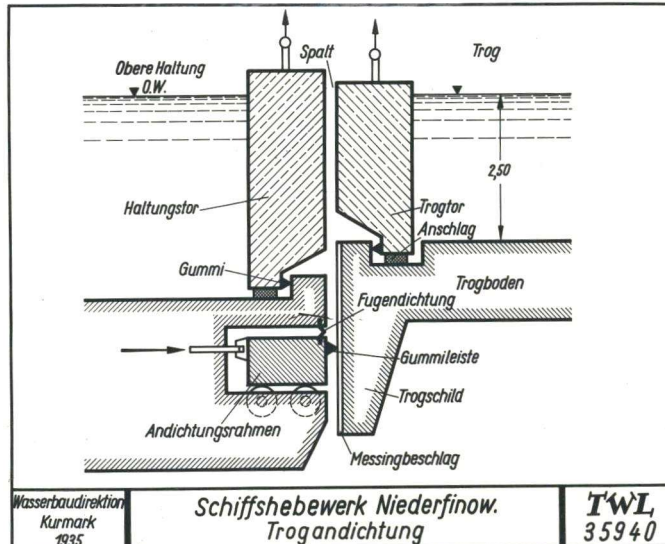 Spalt
Obere Haltung
O.W.
Trog
2,50
Haltungstor
Trogtor
Anschlag
Gummi
Trogboden
Fugendichtung
Gummileiste
Trogschild
Andichtungsrahmen
Messingbeschlag
Wasserbaudirektion
Kurmark
1935
Schiffshebewerk Niederfinow.
Trogandichtung
TWL
35940